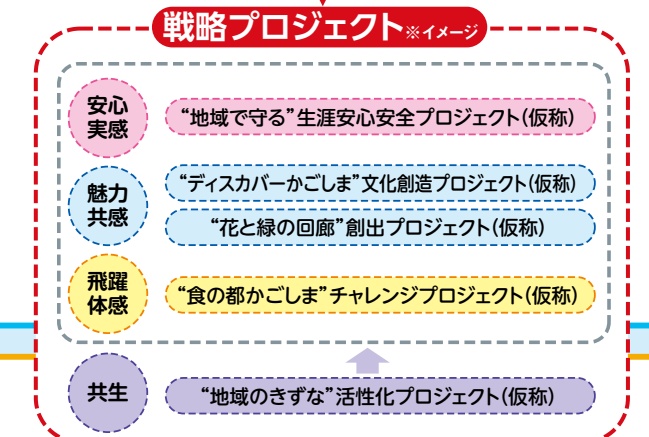 戦略プロジェクト※イメージ
安心
実感
“地域で守る”生涯安心安全プロジェクト(仮称)
魅力
共感
“ディスカバーかごしま”文化創造プロジェクト(仮称)
“花と緑の回廊”創出プロジェクト(仮称)
飛躍
体感
“食の都かごしま”チャレンジプロジェクト(仮称)
共生
“地域のきずな”活性化プロジェクト(仮称)